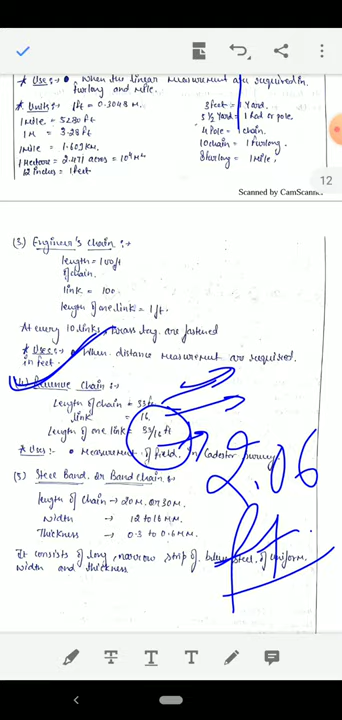 * Uses :- • When the linear measurement are required in
furlong and Mile.
* Units :- 1ft = 0.3048 M.
1 Mile = 5280 ft
1 M = 3.28 ft
1 Mile = 1.609 KM.
1 Hectare = 2.471 acres = 10⁴ M²
12 inches = 1 feet
3 feet = 1 Yard.
5 ½ Yard = 1 Rod or pole
4 Pole = 1 chain.
10 chain = 1 furlong.
8 furlong = 1 Mile.
12
Scanned by CamScanner
(3) Engineer's Chain :→
length = 100 ft
of chain.
link = 100.
length of one link = 1 ft.
At every 10 links, brass tag are fastened
* Uses :- • When distance measurement are required.
in feet.
(4) Revenue Chain :→
Length of chain = 33 ft
link = 16.
Length of one link = 33/16 ft
* Uses :- • Measurement of field, in Cadastral Survey
2.06
ft.
(5) Steel Band or Band Chain :→
length of chain → 20 M. or 30 M.
Width → 12 to 16 MM.
Thickness → 0.3 to 0.6 MM.
It consists of long, narrow strip of blue steel, of uniform
width and thickness